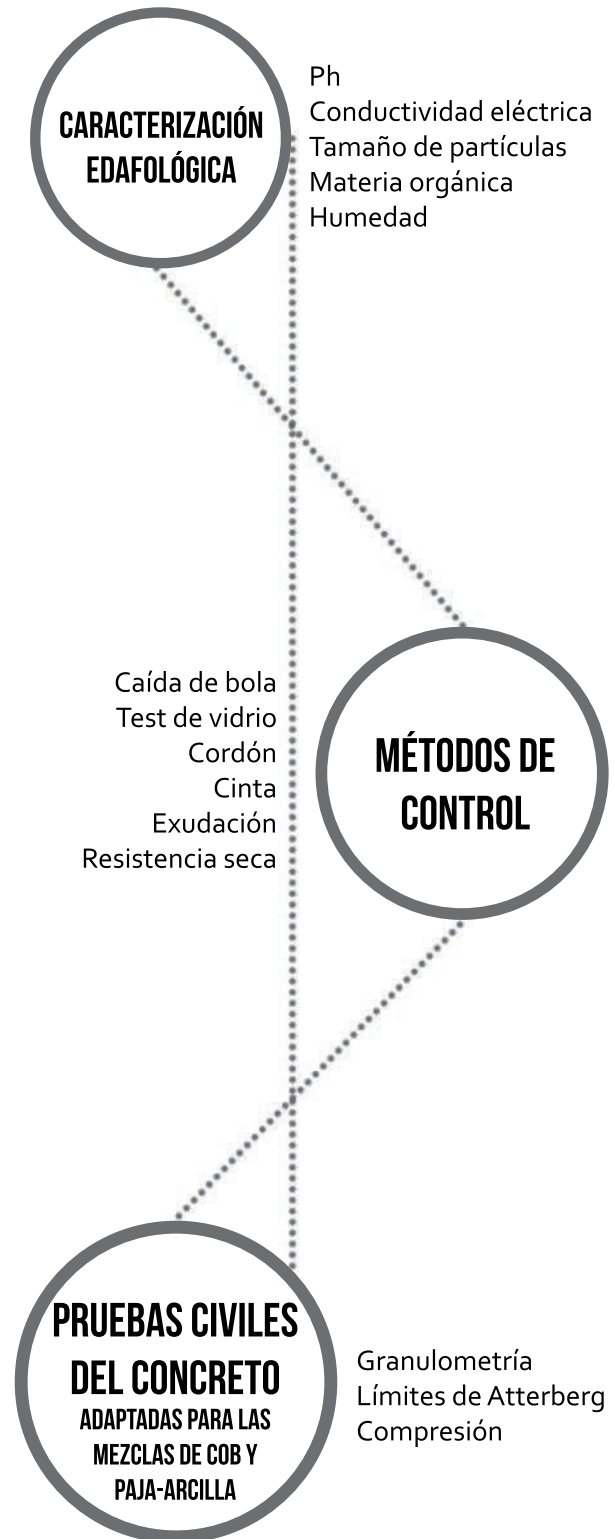 CARACTERIZACIÓN
EDAFOLÓGICA
Ph
Conductividad eléctrica
Tamaño de partículas
Materia orgánica
Humedad
Caída de bola
Test de vidrio
Cordón
Cinta
Exudación
Resistencia seca
MÉTODOS DE
CONTROL
PRUEBAS CIVILES
DEL CONCRETO
ADAPTADAS PARA LAS
MEZCLAS DE COB Y
PAJA-ARCILLA
Granulometría
Límites de Atterberg
Compresión